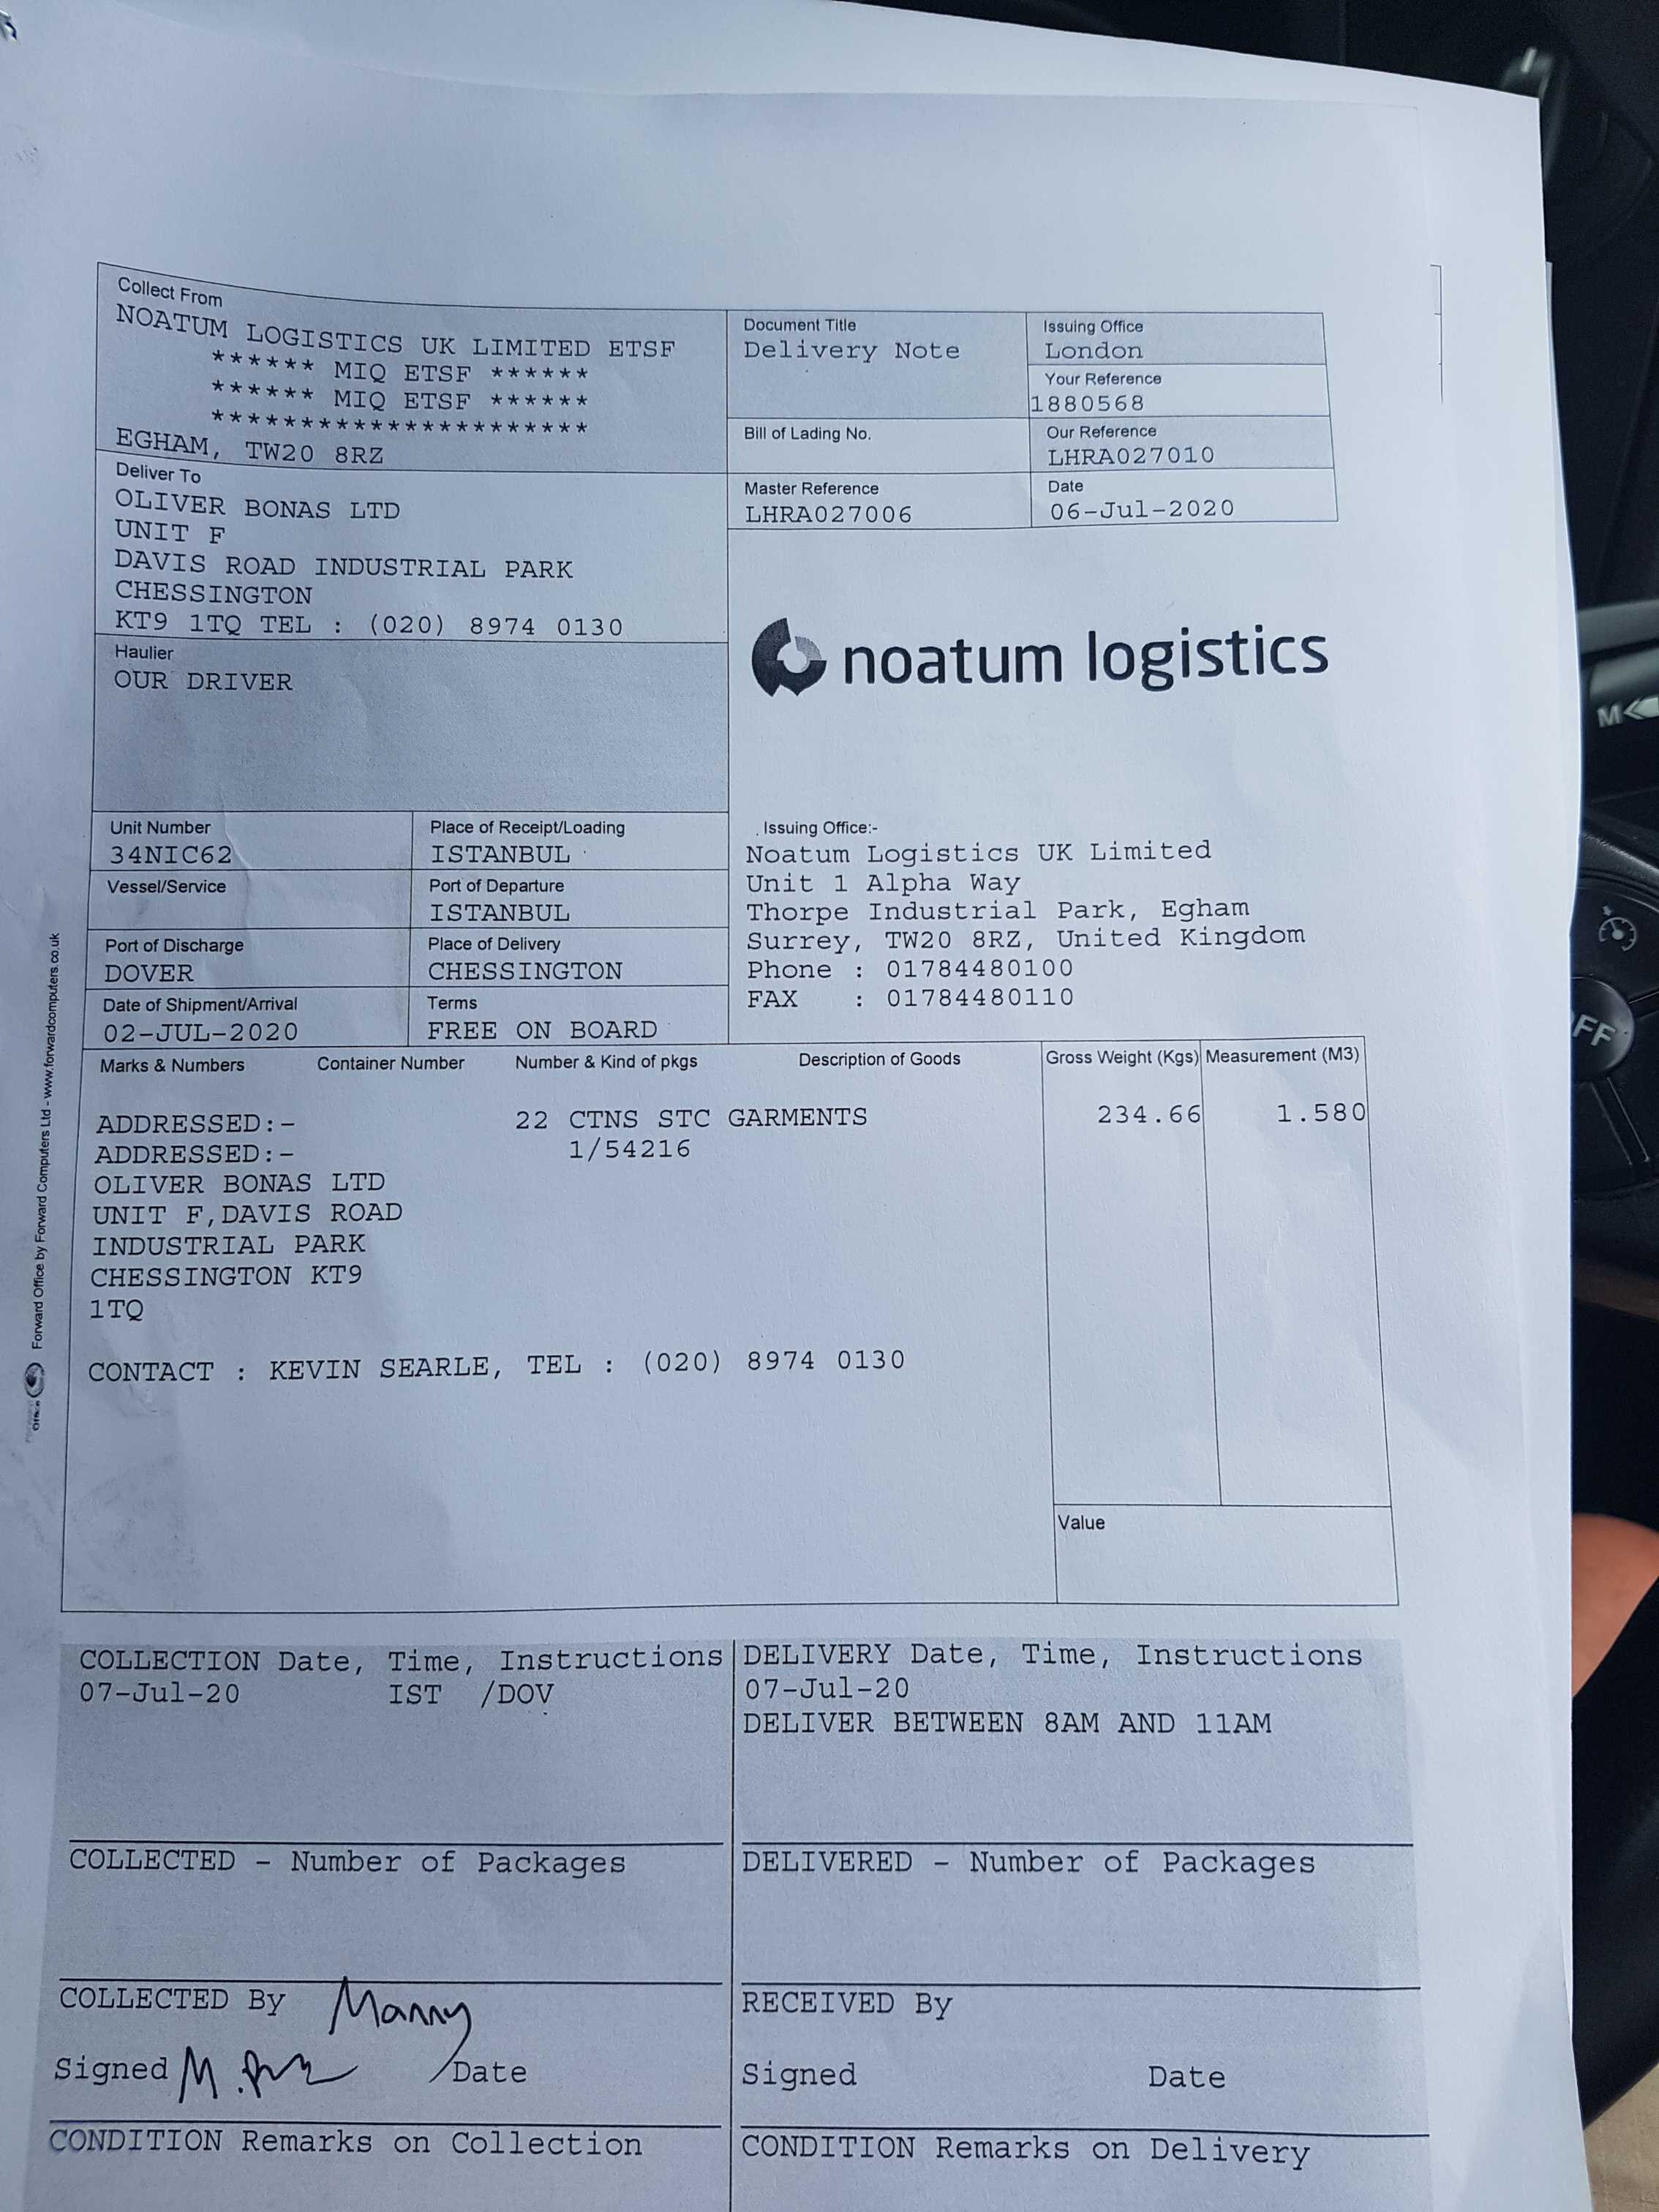 Collect From
NOATUM LOGISTICS UK LIMITED ETSF
****** MIQ ETSF ******
****** MIQ ETSF ******
**********************
EGHAM, TW20 8RZ
Document Title
Delivery Note
Issuing Office
London
Your Reference
1880568
Bill of Lading No.
Our Reference
LHRA027010
Master Reference
LHRA027006
Date
06-Jul-2020
Deliver To
OLIVER BONAS LTD
UNIT F
DAVIS ROAD INDUSTRIAL PARK
CHESSINGTON
KT9 1TQ TEL : (020) 8974 0130
Haulier
OUR DRIVER
noatum logistics
Unit Number
34NIC62
Place of Receipt/Loading
ISTANBUL
Vessel/Service
Port of Departure
ISTANBUL
Port of Discharge
DOVER
Place of Delivery
CHESSINGTON
Date of Shipment/Arrival
02-JUL-2020
Terms
FREE ON BOARD
Issuing Office:-
Noatum Logistics UK Limited
Unit 1 Alpha Way
Thorpe Industrial Park, Egham
Surrey, TW20 8RZ, United Kingdom
Phone : 01784480100
FAX : 01784480110
Marks & Numbers Container Number Number & Kind of pkgs Description of Goods Gross Weight (Kgs) Measurement (M3)
ADDRESSED:- 22 CTNS STC GARMENTS 234.66 1.580
ADDRESSED:- 1/54216
OLIVER BONAS LTD
UNIT F,DAVIS ROAD
INDUSTRIAL PARK
CHESSINGTON KT9
1TQ
CONTACT : KEVIN SEARLE, TEL : (020) 8974 0130
Value
Forward Office by Forward Computers Ltd - www.forwardcomputers.co.uk
COLLECTION Date, Time, Instructions
07-Jul-20 IST /DOV
DELIVERY Date, Time, Instructions
07-Jul-20
DELIVER BETWEEN 8AM AND 11AM
COLLECTED - Number of Packages
DELIVERED - Number of Packages
COLLECTED By Manny
Signed M. Date
RECEIVED By
Signed Date
CONDITION Remarks on Collection
CONDITION Remarks on Delivery
M
OFF